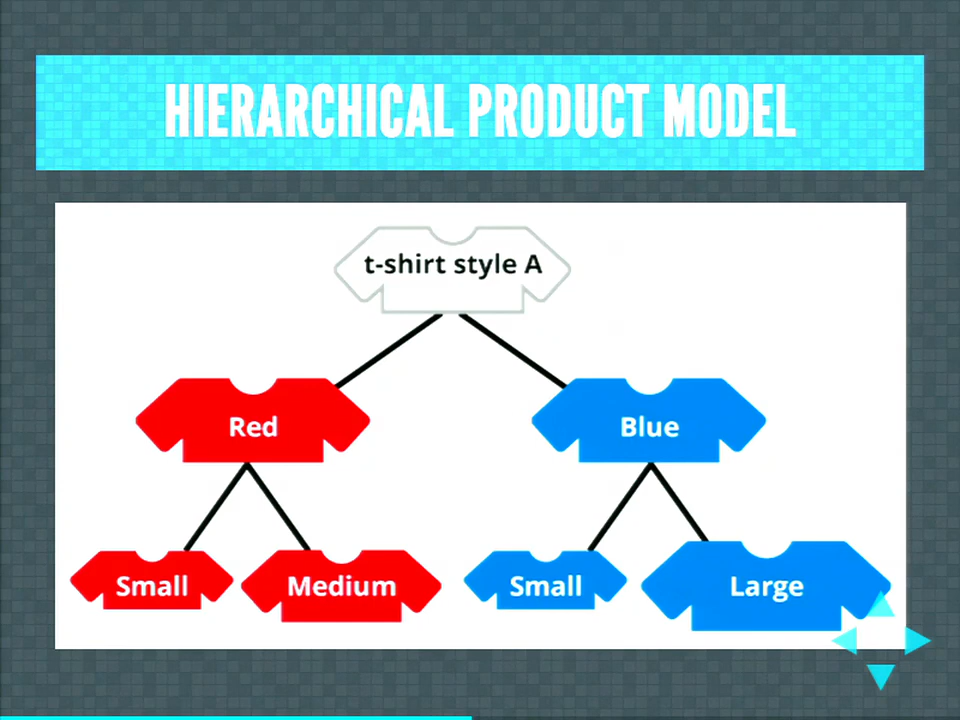 HIERARCHICAL PRODUCT MODEL
t-shirt style A
Red
Blue
Small
Medium
Small
Large